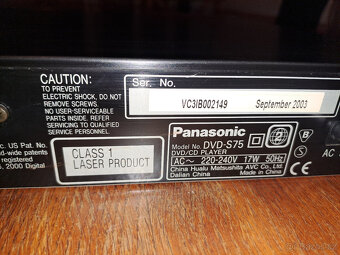 CAUTION:
TO PREVENT
ELECTRIC SHOCK, DO
NOT REMOVE SCREWS.
NO USER-SERVICEABLE
PARTS INSIDE.
REFER SERVICING
TO QUALIFIED
SERVICE PERSONNEL.
Ser. No.
VC3IB002149 September 2003
US Pat. No.
-wide patents
registered
2000 Digital
CLASS 1
LASER PRODUCT
Panasonic
Model No. DVD-S75
DVD/CD PLAYER
AC～ 220-240V 17W 50Hz
China Hualu Matsushita AVC Co., Ltd.
Dalian China
Made in China
AC